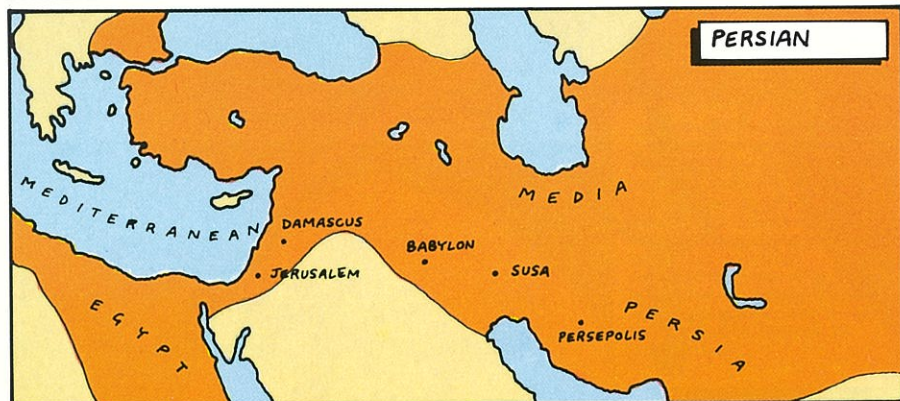 PERSIAN
MEDIA
MEDITERRANEAN
DAMASCUS
BABYLON
JERUSALEM
SUSA
EGYPT
PERSIA
PERSEPOLIS